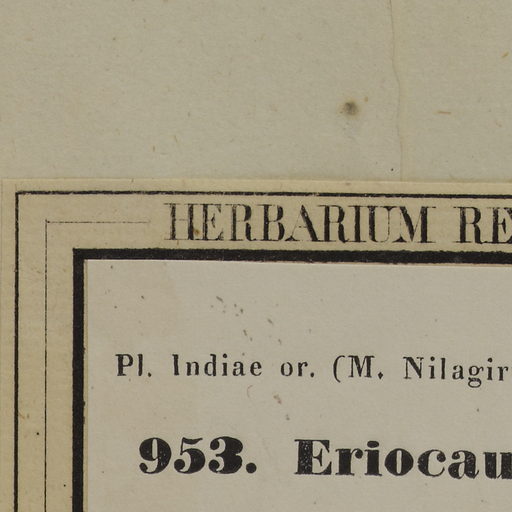 HERBARIUM RE
Pl. Indiae or. (M. Nilagir
953. Eriocau